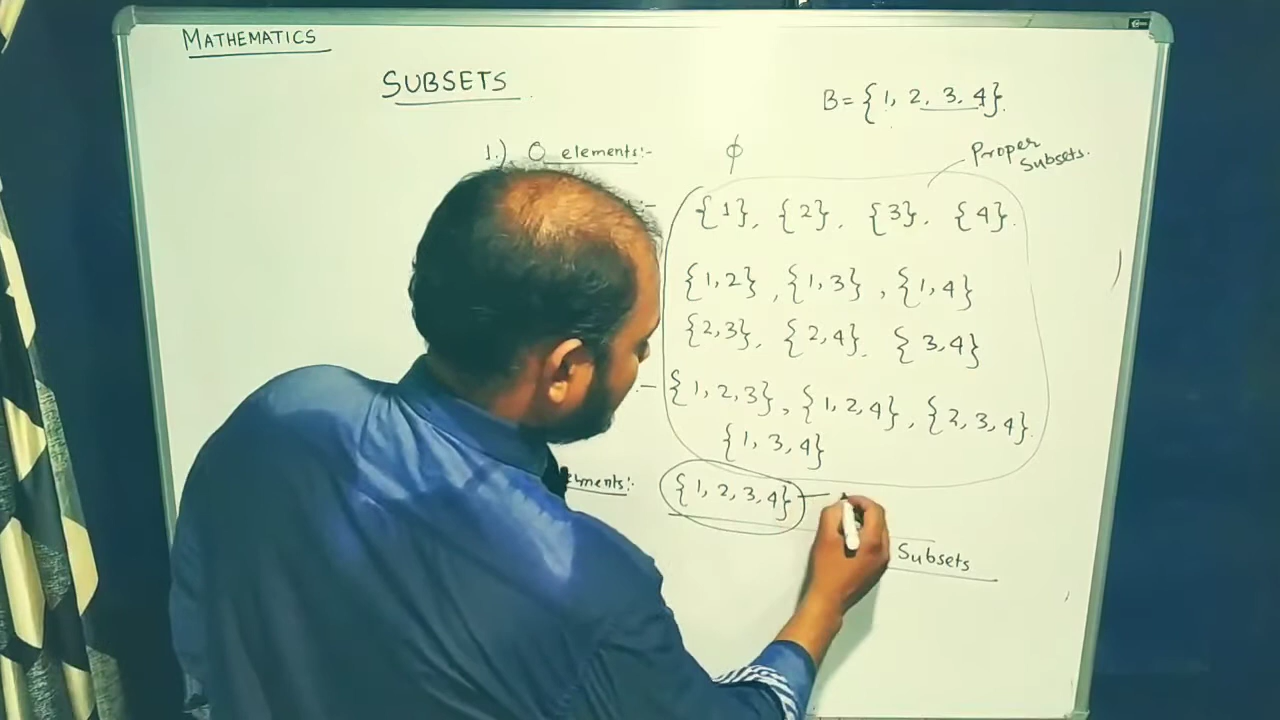 MATHEMATICS
SUBSETS
B = {1, 2, 3, 4}.
1.) 0 elements:- ϕ
Proper
Subsets.
{1}, {2}, {3}, {4}.
{1,2}, {1,3}, {1,4}
{2,3}, {2,4}. {3,4}
{1,2,3}, {1,2,4}, {2,3,4}.
{1,3,4}
{1,2,3,4}
Subsets